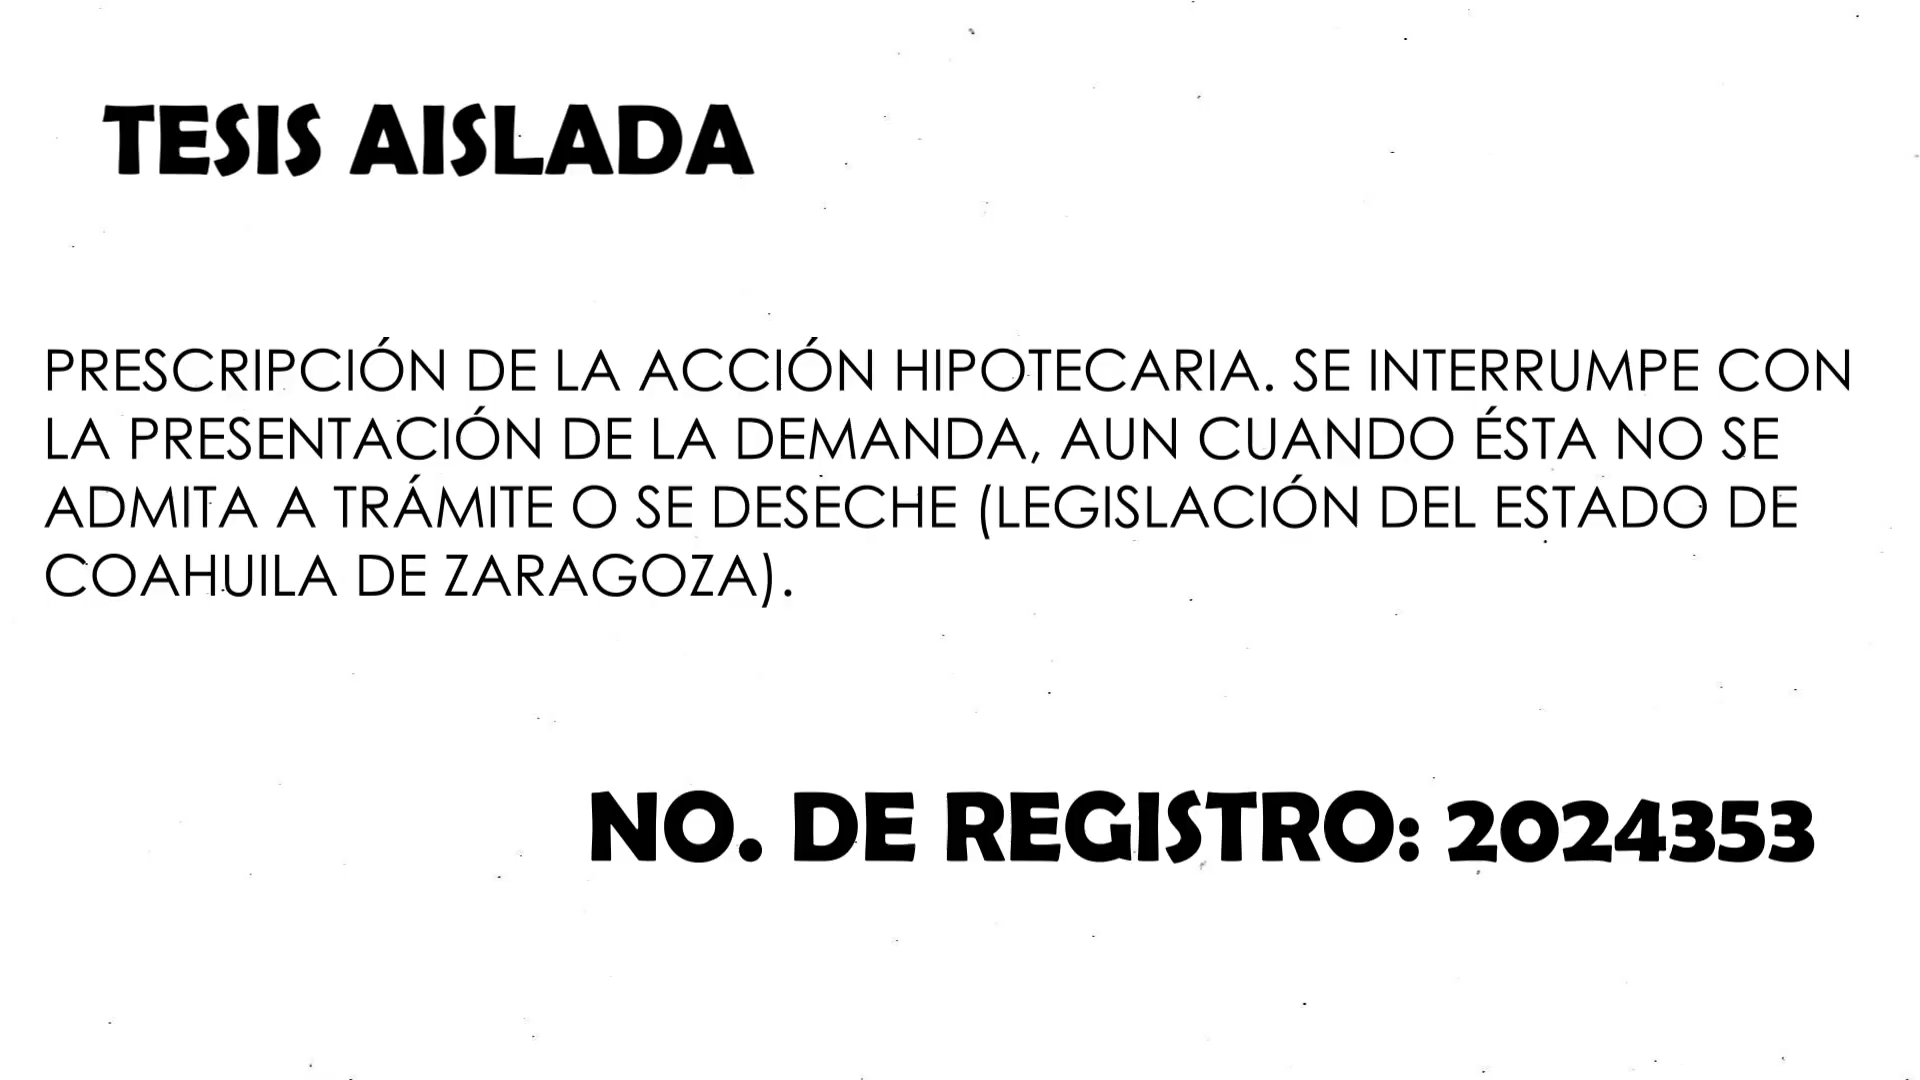 TESIS AISLADA
PRESCRIPCIÓN DE LA ACCIÓN HIPOTECARIA. SE INTERRUMPE CON
LA PRESENTACIÓN DE LA DEMANDA, AUN CUANDO ÉSTA NO SE
ADMITA A TRÁMITE O SE DESECHE (LEGISLACIÓN DEL ESTADO DE
COAHUILA DE ZARAGOZA).
NO. DE REGISTRO: 2024353